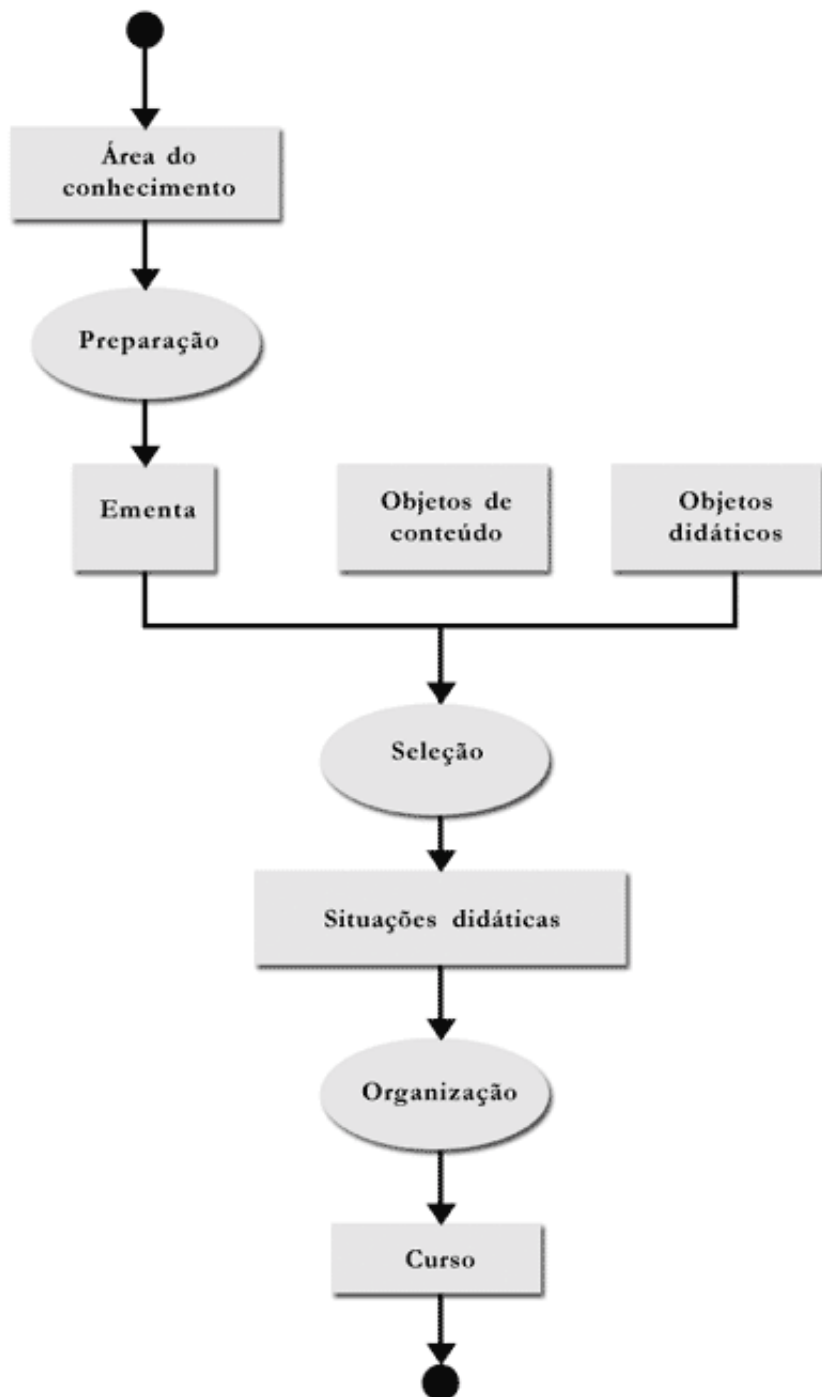 Área do
conhecimento
Preparação
Ementa
Objetos de
conteúdo
Objetos
didáticos
Seleção
Situações didáticas
Organização
Curso